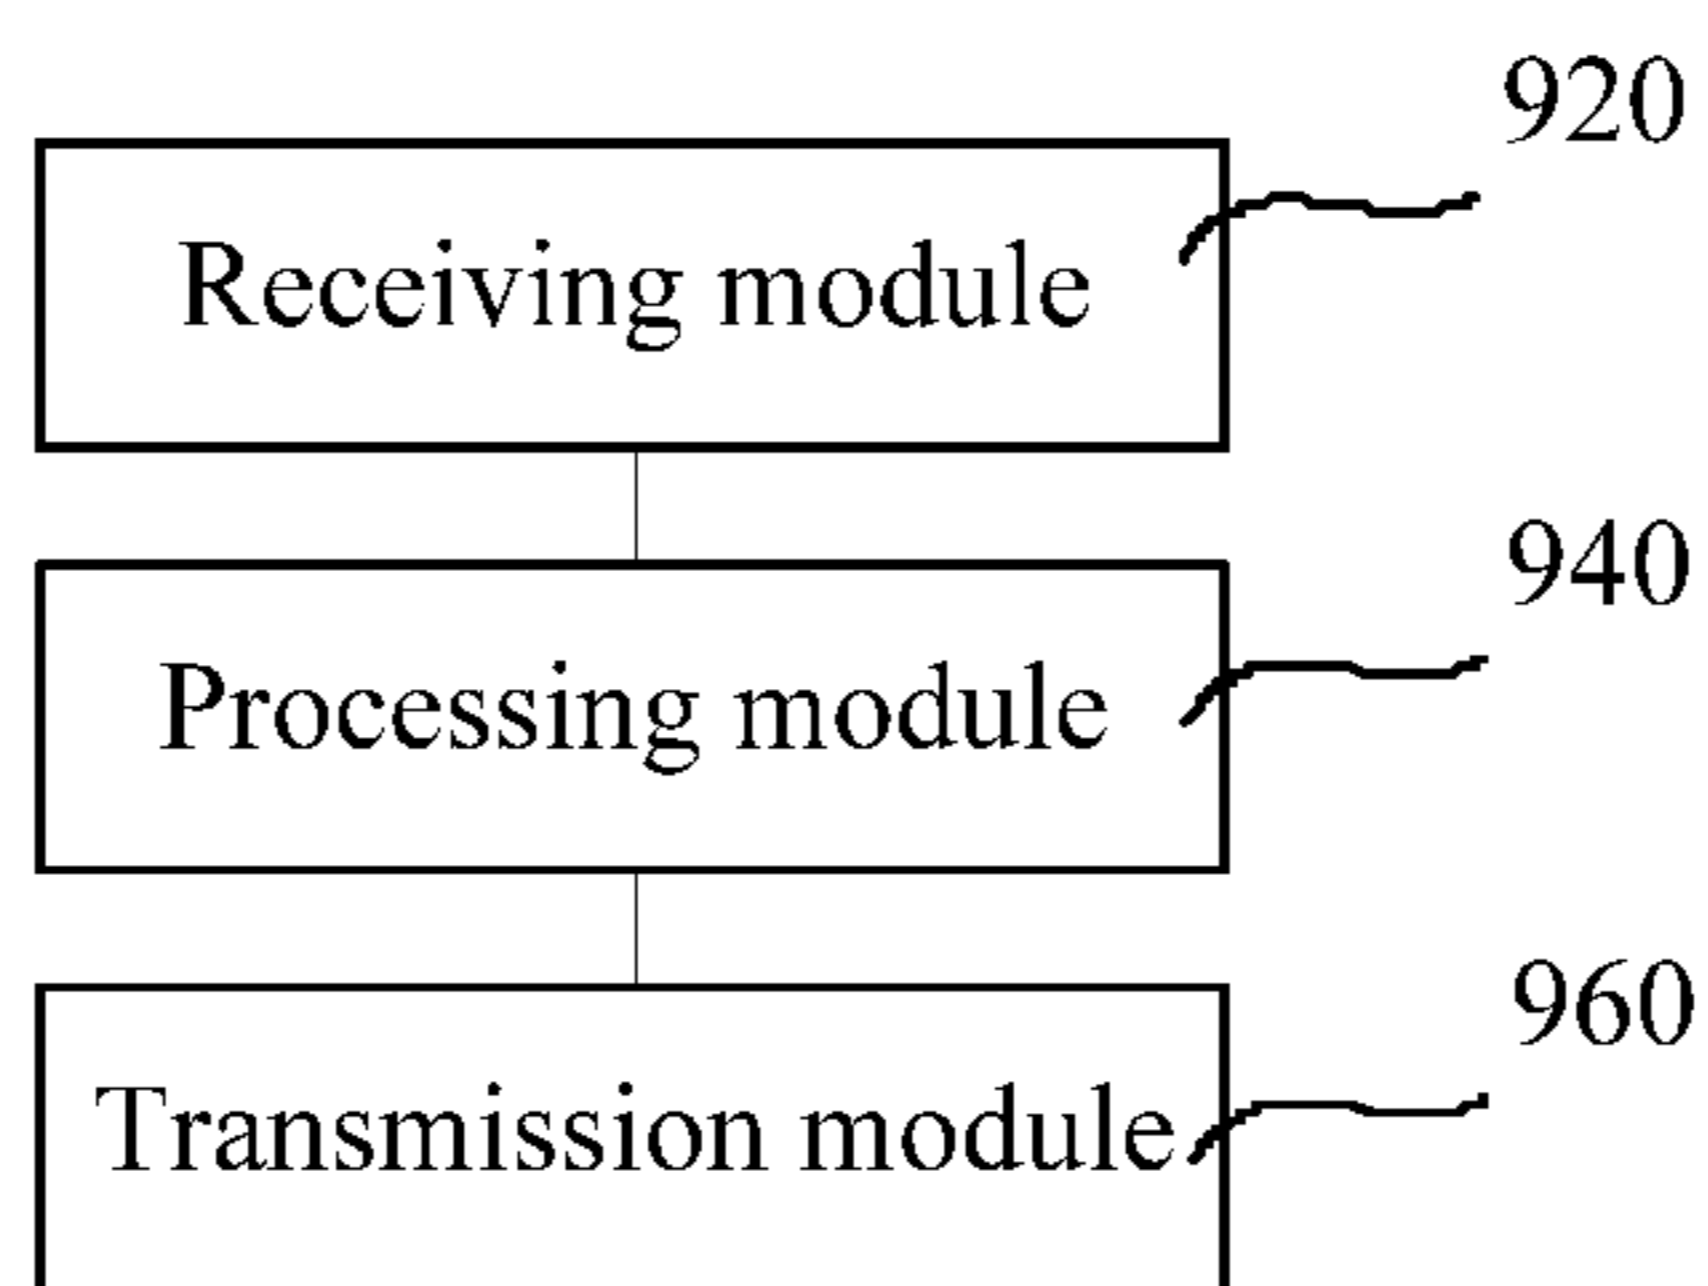 920
Receiving module
940
Processing module
960
Transmission module